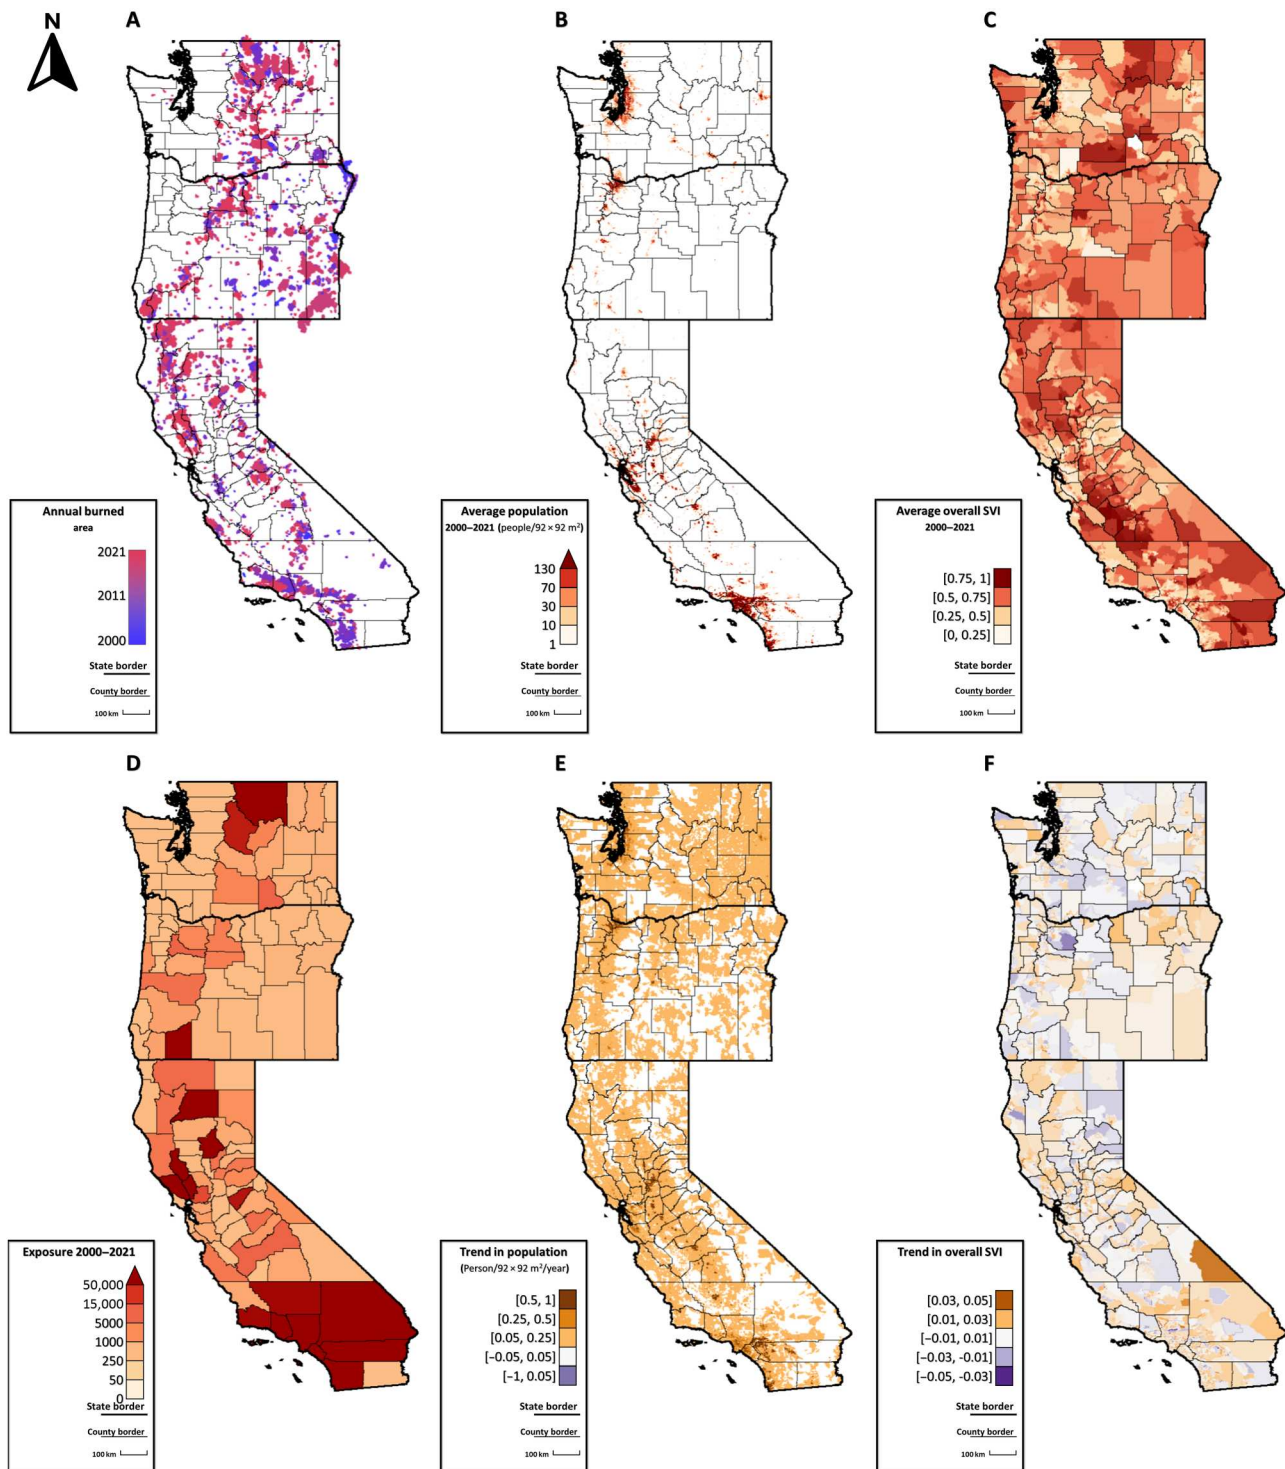 N
A
B
C
Annual burned
area
2021
2011
2000
State border
County border
100 km
Average population
2000–2021 (people/92 × 92 m²)
130
70
30
10
1
State border
County border
100 km
Average overall SVI
2000–2021
[0.75, 1]
[0.5, 0.75]
[0.25, 0.5]
[0, 0.25]
State border
County border
100 km
D
E
F
Exposure 2000–2021
50,000
15,000
5000
1000
250
50
0
State border
County border
100 km
Trend in population
(Person/92 × 92 m²/year)
[0.5, 1]
[0.25, 0.5]
[0.05, 0.25]
[−0.05, 0.05]
[−1, 0.05]
State border
County border
100 km
Trend in overall SVI
[0.03, 0.05]
[0.01, 0.03]
[−0.01, 0.01]
[−0.03, -0.01]
[−0.05, -0.03]
State border
County border
100 km